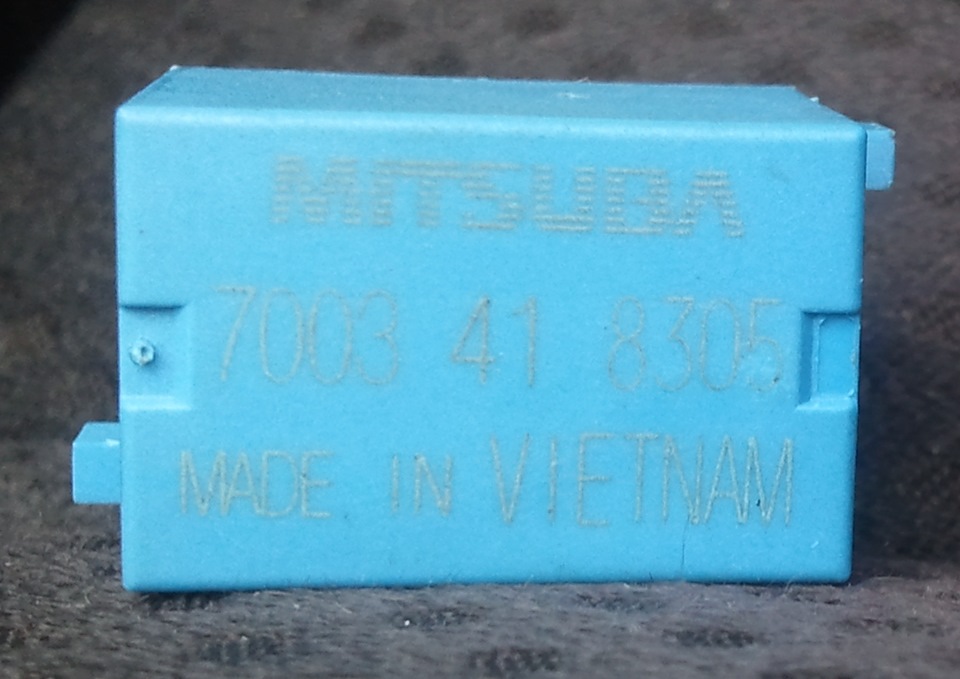 MITSUBA
7003 41 8305
MADE IN VIETNAM